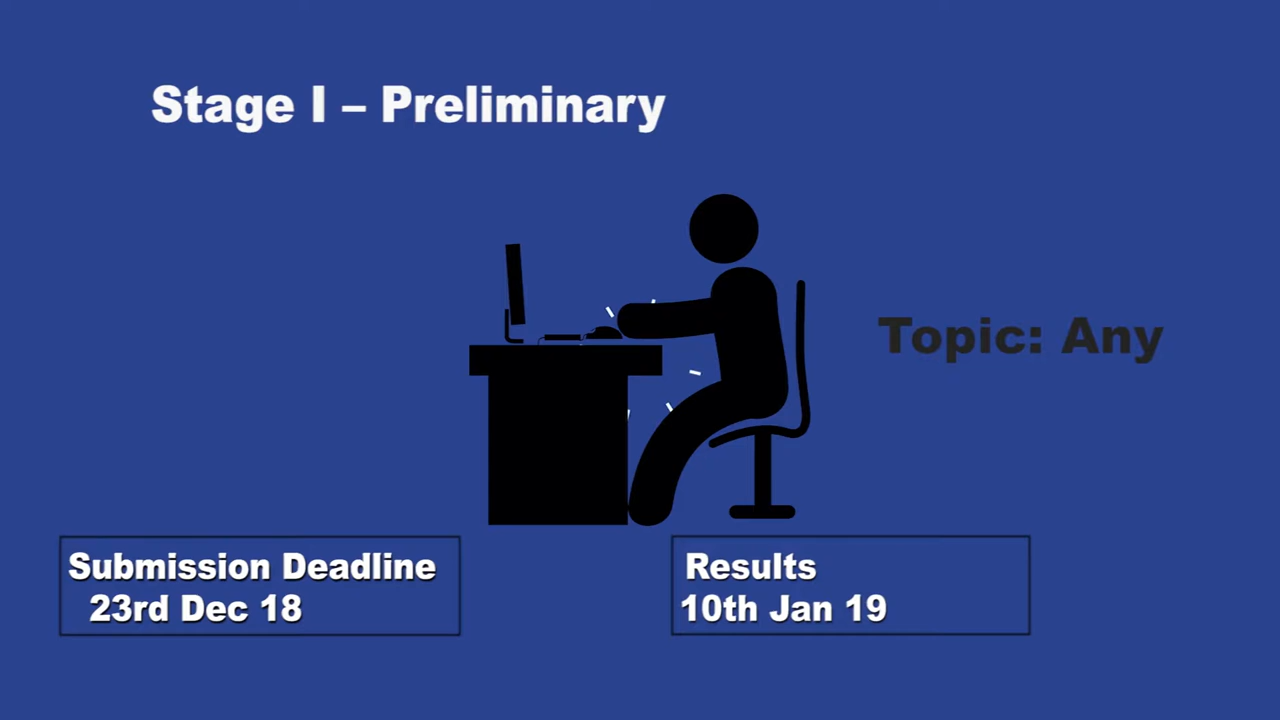 Stage I – Preliminary
Topic: Any
Submission Deadline
23rd Dec 18
Results
10th Jan 19